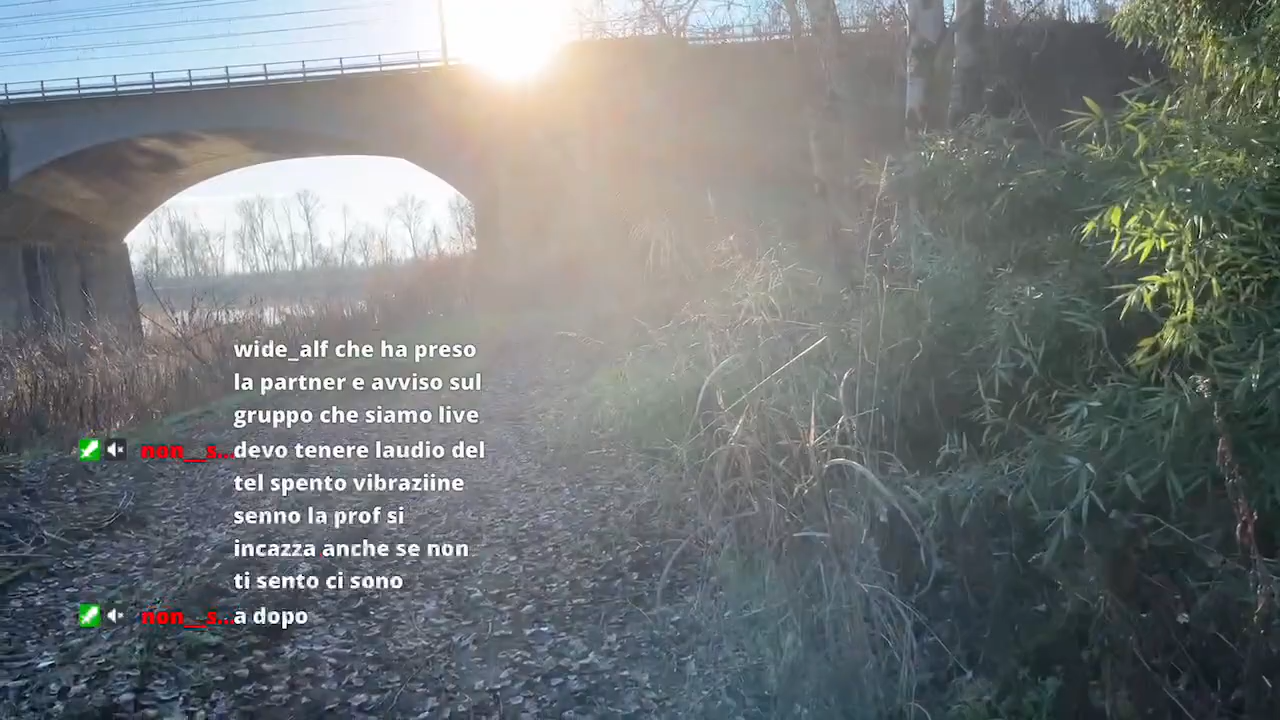 wide_alf che ha preso
la partner e avviso sul
gruppo che siamo live
non__s... devo tenere laudio del
tel spento vibraziine
senno la prof si
incazza anche se non
ti sento ci sono
non__s... a dopo